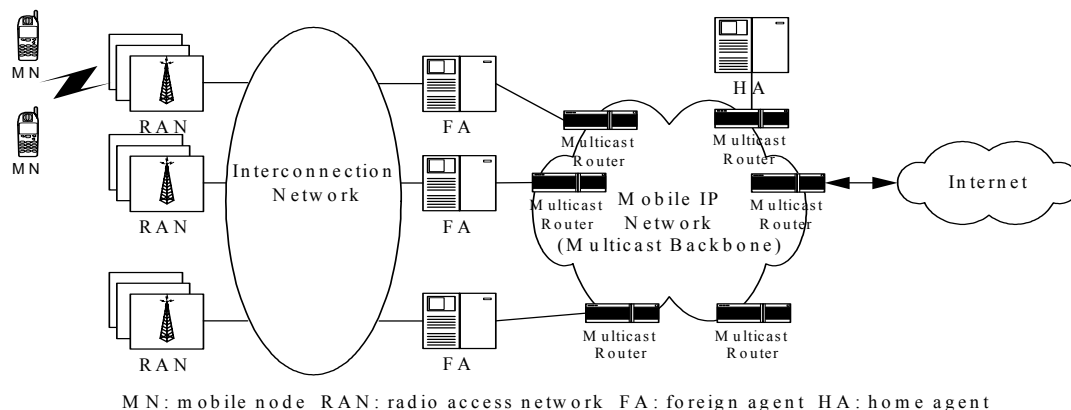 MN
MN
RAN
RAN
RAN
Interconnection
Network
FA
FA
FA
HA
Multicast
Router
Multicast
Router
Multicast
Router
Multicast
Router
Mobile IP
Network
(Multicast Backbone)
Multicast
Router
Multicast
Router
Internet
MN: mobile node RAN: radio access network FA: foreign agent HA: home agent